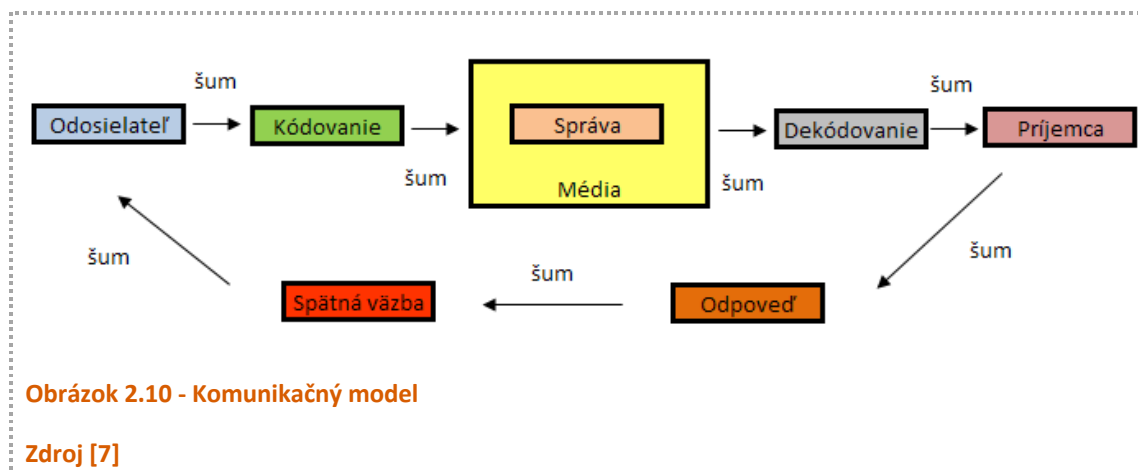 šum
šum
Odosielateľ
Kódovanie
Správa
Dekódovanie
Príjemca
šum
Média
šum
šum
šum
šum
Spätná väzba
Odpoveď
Obrázok 2.10 - Komunikačný model
Zdroj [7]